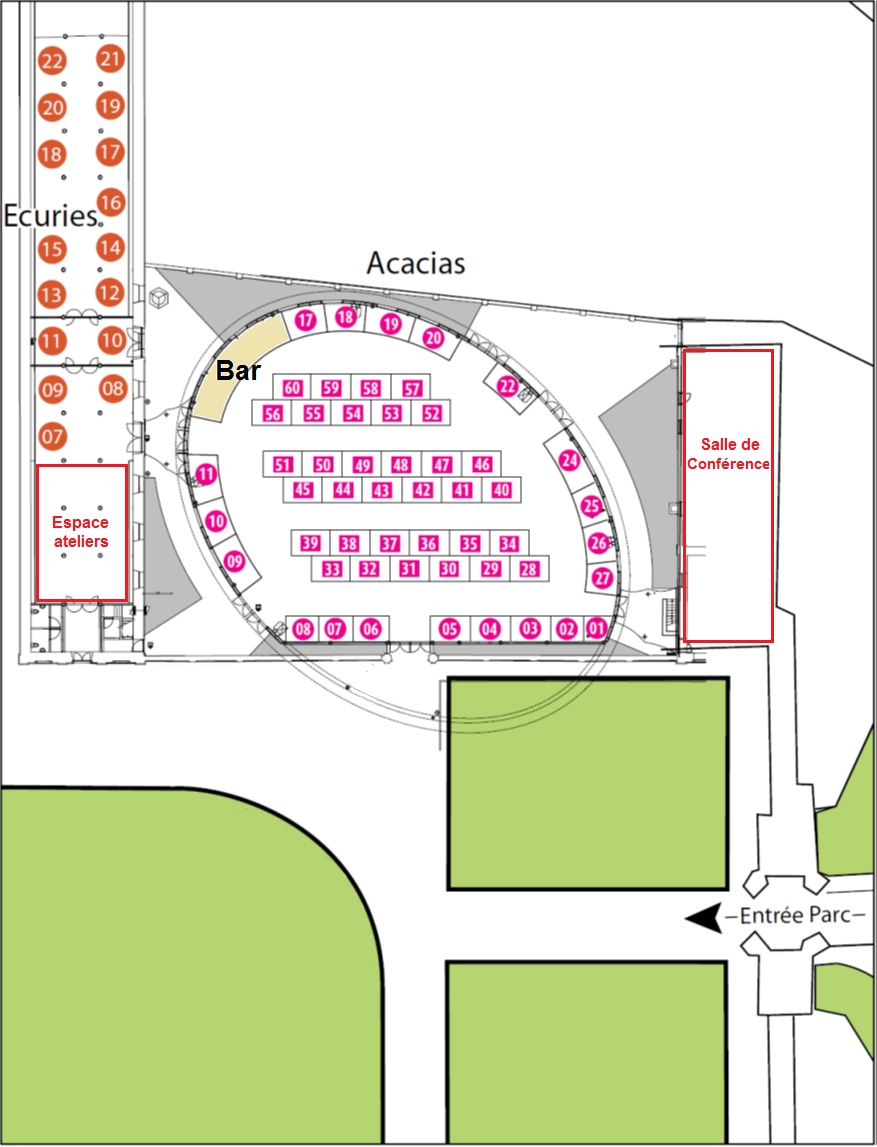 22 21
20 19
18 17
16
Ecuries
15 14
13 12
11 10
09 08
07
Espace
ateliers
Acacias
17 18 19 20
Bar
22
60 59 58 57
56 55 54 53 52
24
51 50 49 48 47 46
11
45 44 43 42 41 40
25
10
39 38 37 36 35 34
26
09
33 32 31 30 29 28
27
08 07 06 05 04 03 02 01
Salle de
Conférence
–Entrée Parc–